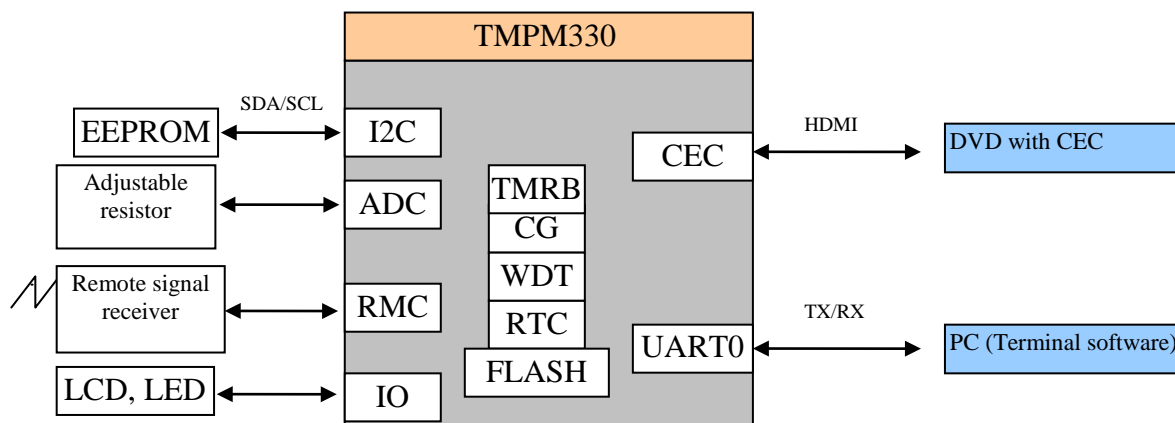 TMPM330
SDA/SCL
EEPROM
I2C
HDMI
DVD with CEC
CEC
Adjustable
resistor
ADC
TMRB
CG
WDT
RTC
FLASH
Remote signal
receiver
RMC
TX/RX
UART0
PC (Terminal software)
LCD, LED
IO